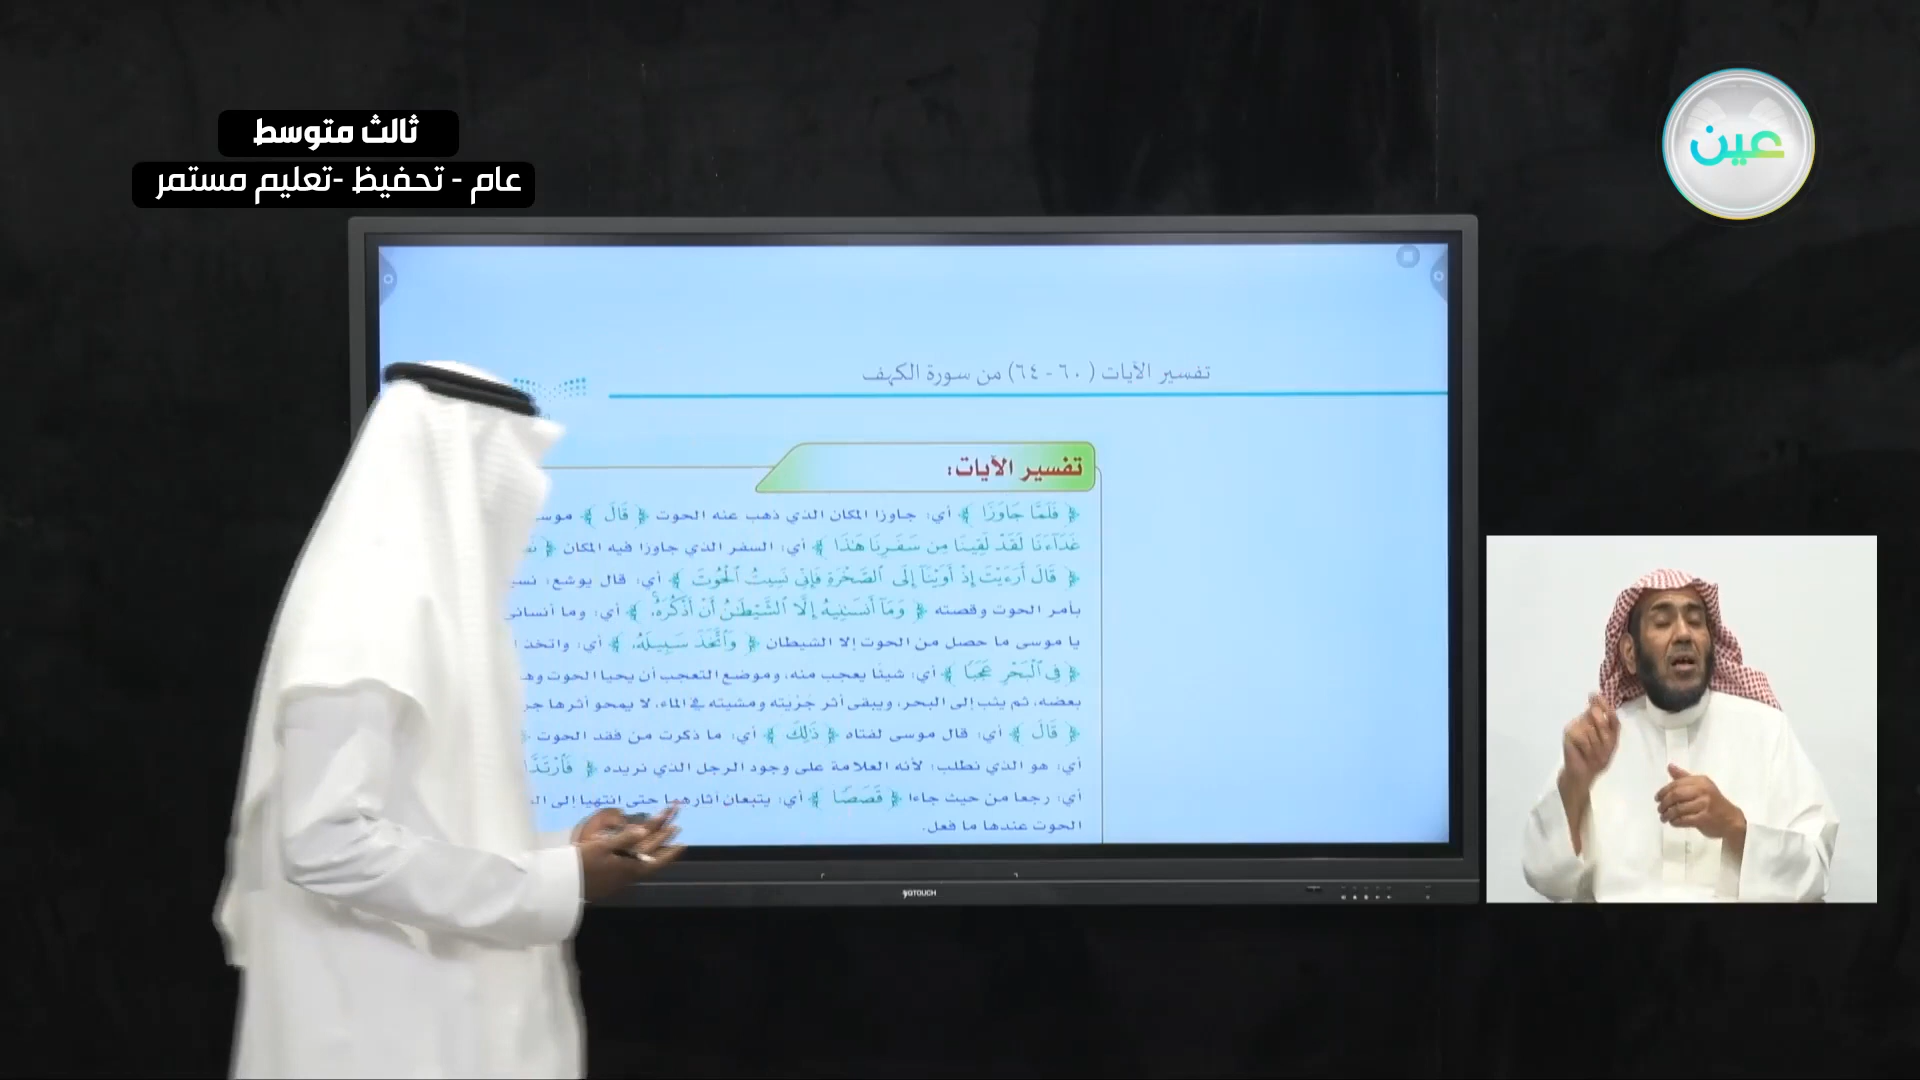 ثالث متوسط
عام - تحفيظ -تعليم مستمر
عين
تفسير الآيات (٦٠ - ٦٤) من سورة الكهف
تفسير الآيات:
﴿ فَلَمَّا جَاوَزَا ﴾ أي: جاوزا المكان الذي ذهب عنه الحوت ﴿ قَالَ ﴾
غَدَآءَنَا لَقَدْ لَقِينَا مِن سَفَرِنَا هَٰذَا ﴾ أي: السفر الذي جاوزا فيه المكان ﴿
﴿ قَالَ أَرَءَيْتَ إِذْ أَوَيْنَآ إِلَى ٱلصَّخْرَةِ فَإِنِّى نَسِيتُ ٱلْحُوتَ ﴾ أي: قال يوشع:
بأمر الحوت وقصته ﴿ وَمَآ أَنسَىٰنِيهُ إِلَّا ٱلشَّيْطَٰنُ أَنْ أَذْكُرَهُۥ ﴾ أي: وما أنساني
يا موسى ما حصل من الحوت إلا الشيطان ﴿ وَٱتَّخَذَ سَبِيلَهُۥ ﴾ أي: واتخذ
﴿ فِى ٱلْبَحْرِ عَجَبًا ﴾ أي: شيئًا يعجب منه، وموضع التعجب أن يحيا الحوت
بعضه، ثم يثب إلى البحر، ويبقى أثر جَرْيته ومشيته في الماء، لا يمحو أثرها
﴿ قَالَ ﴾ أي: قال موسى لفتاه ﴿ ذَٰلِكَ ﴾ أي: ما ذكرت من فقد الحوت ﴿
أي: هو الذي نطلب؛ لأنه العلامة على وجود الرجل الذي نريده ﴿ فَٱرْتَدَّا
أي: رجعا من حيث جاءا ﴿ قَصَصًا ﴾ أي: يتبعان آثارهما حتى انتهيا إلى
الحوت عندها ما فعل.
YQTOUCH